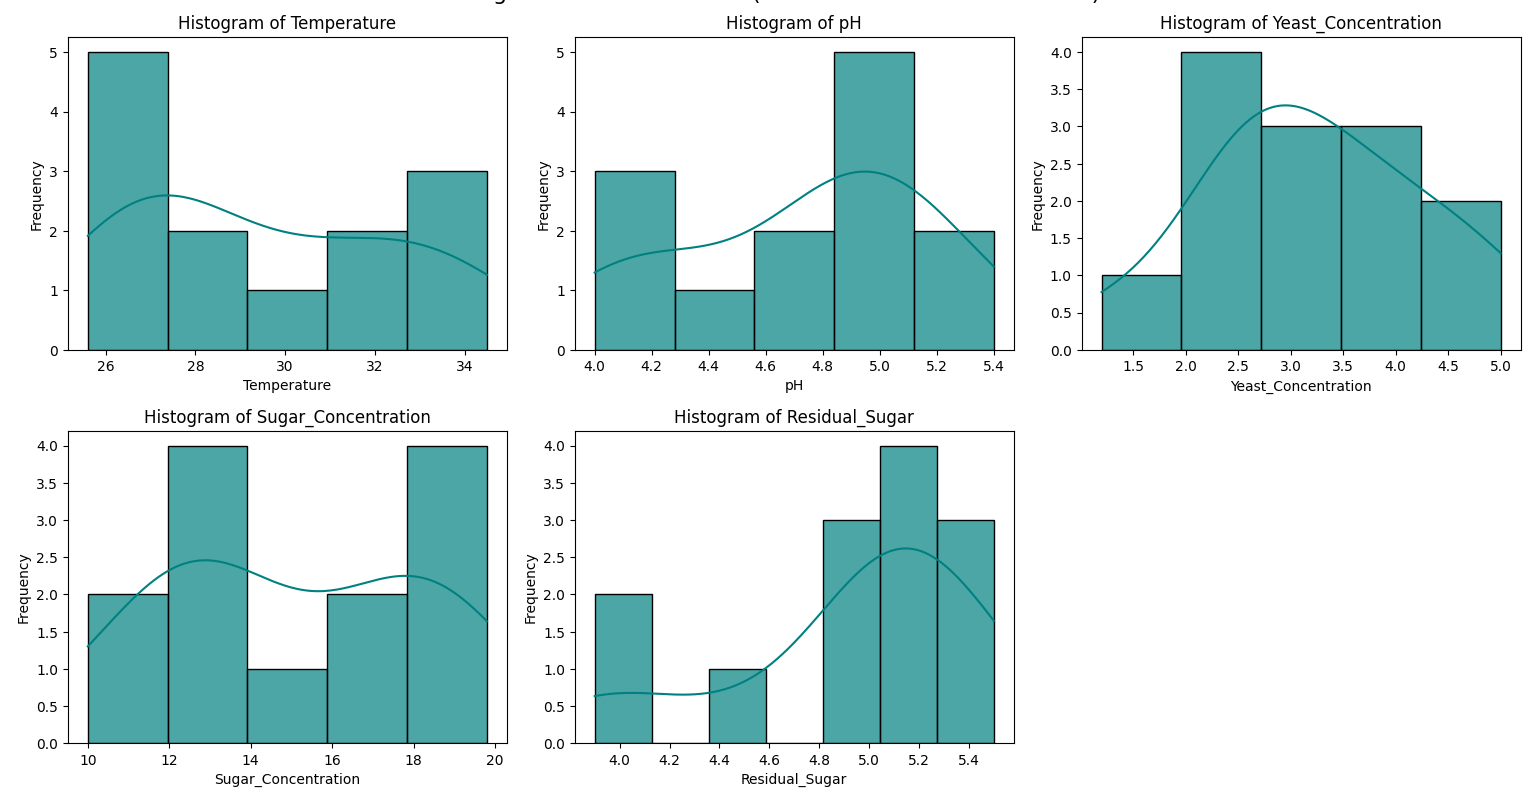 Histogram of Temperature
5
4
3
2
1
0
Frequency
26 28 30 32 34
Temperature
Histogram of pH
5
4
3
2
1
0
Frequency
4.0 4.2 4.4 4.6 4.8 5.0 5.2 5.4
pH
Histogram of Yeast_Concentration
4.0
3.5
3.0
2.5
2.0
1.5
1.0
0.5
0.0
Frequency
1.5 2.0 2.5 3.0 3.5 4.0 4.5 5.0
Yeast_Concentration
Histogram of Sugar_Concentration
4.0
3.5
3.0
2.5
2.0
1.5
1.0
0.5
0.0
Frequency
10 12 14 16 18 20
Sugar_Concentration
Histogram of Residual_Sugar
4.0
3.5
3.0
2.5
2.0
1.5
1.0
0.5
0.0
Frequency
4.0 4.2 4.4 4.6 4.8 5.0 5.2 5.4
Residual_Sugar